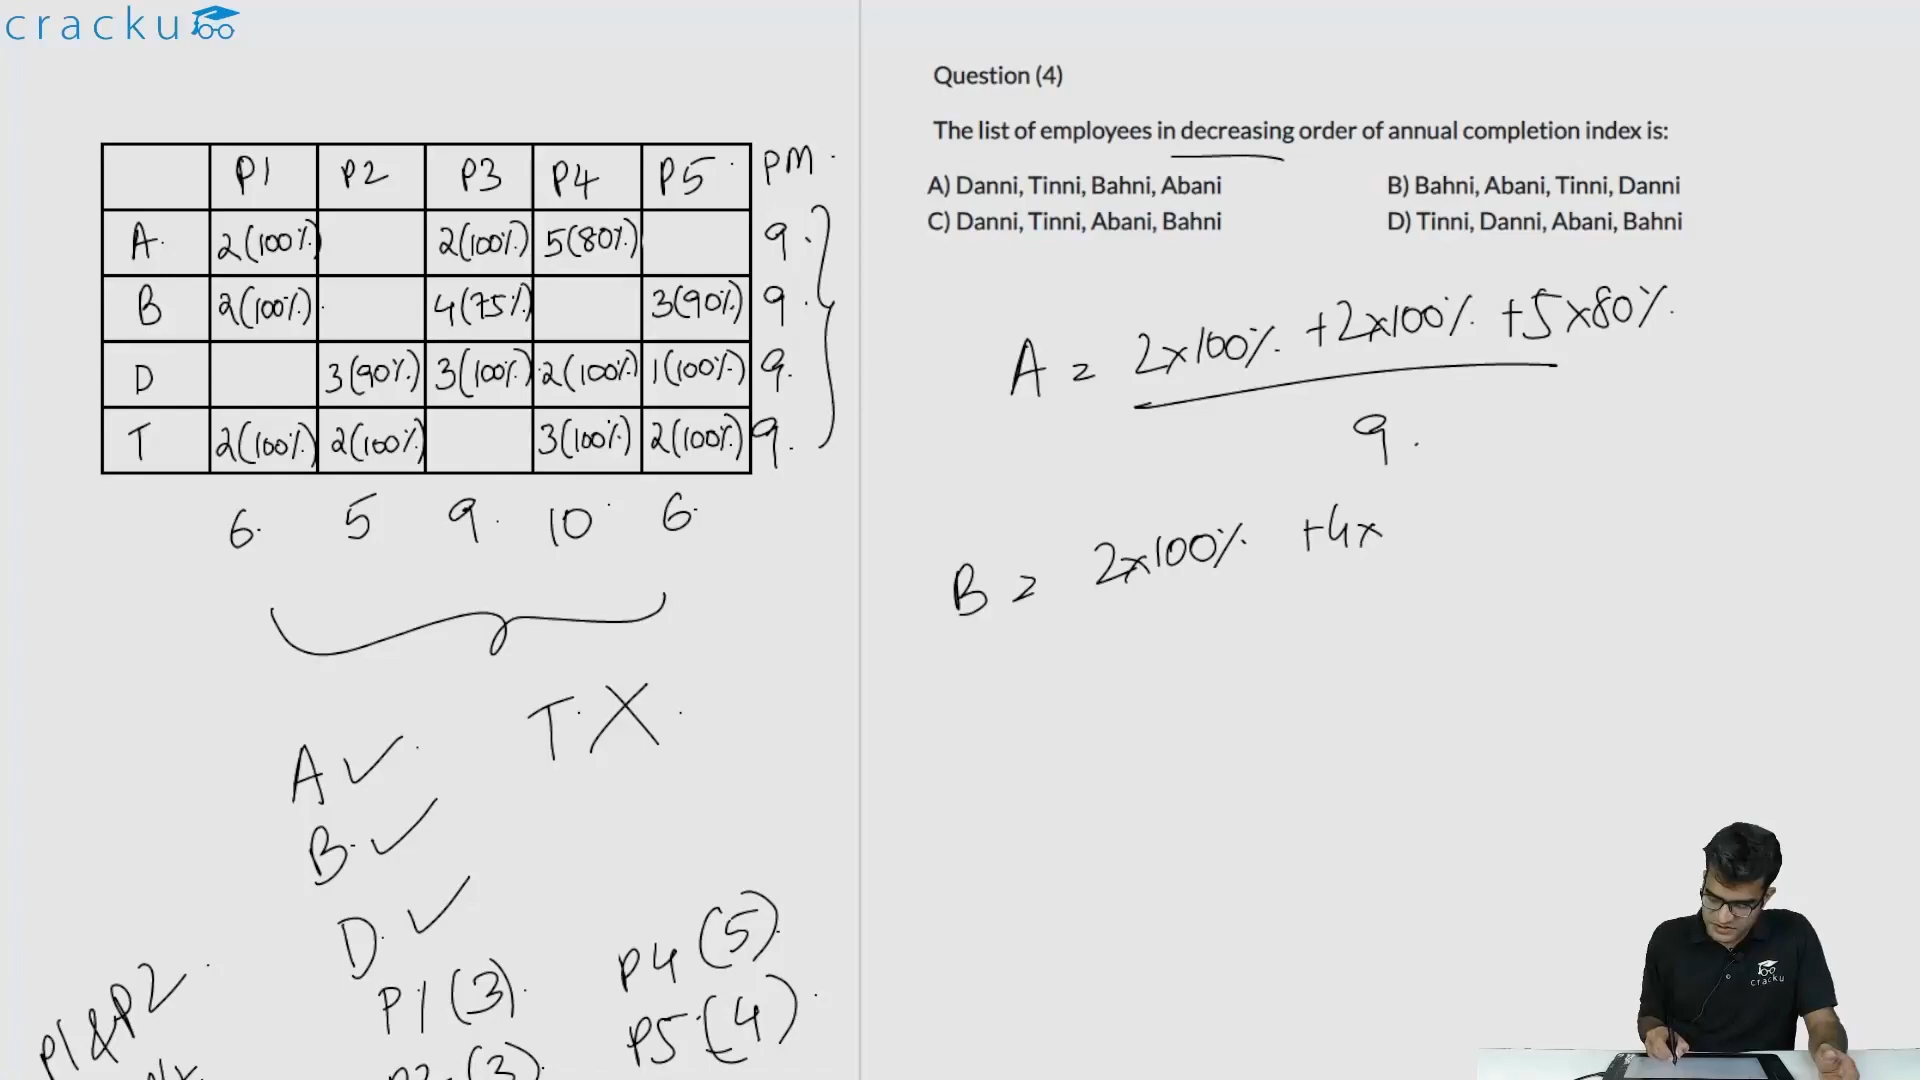 cracku
P1 P2 P3 P4 P5 PM.
A. 2(100%) 2(100%) 5(80%) 9.
B 2(100%) 4(75%) 3(90%) 9.
D 3(90%) 3(100%) 2(100%) 1(100%) 9.
T 2(100%) 2(100%) 3(100%) 2(100%) 9.
6. 5 9. 10 6.
T. X.
A ✓
B. ✓
D. ✓
P1&P2
P1 (3).
(3).
P4 (5).
P5 (4).
Question (4)
The list of employees in decreasing order of annual completion index is:
A) Danni, Tinni, Bahni, Abani
B) Bahni, Abani, Tinni, Danni
C) Danni, Tinni, Abani, Bahni
D) Tinni, Danni, Abani, Bahni
A = 2x100% +2x100% +5x80%
9.
B = 2x100% +4x
cracku